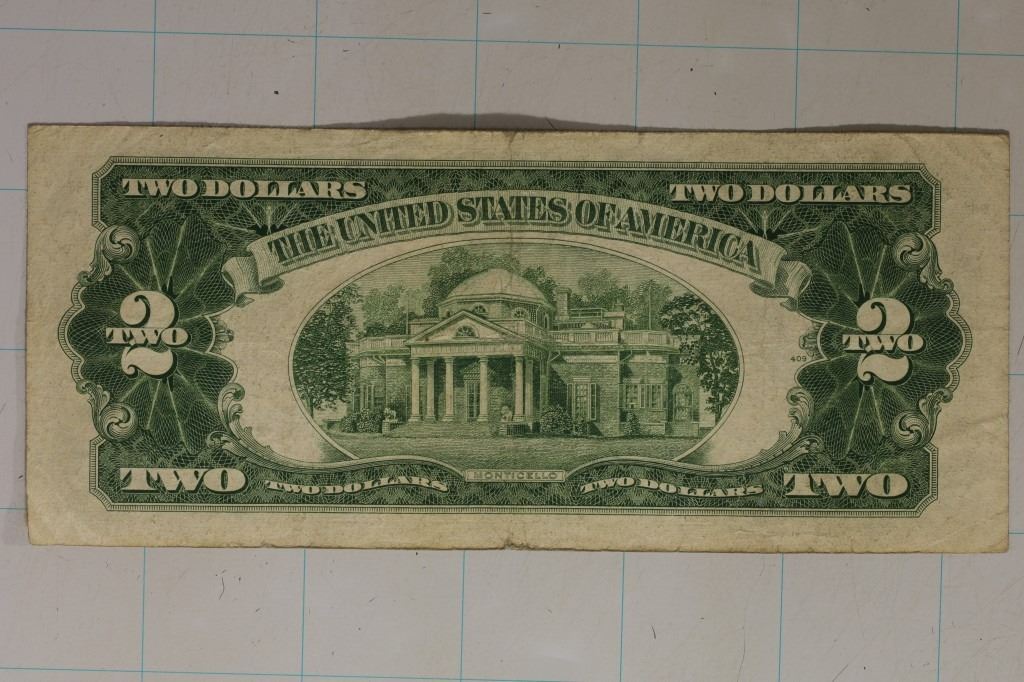 TWO DOLLARS TWO DOLLARS
THE UNITED STATES OF AMERICA
2 2
TWO TWO
409
MONTICELLO
TWO TWO DOLLARS TWO DOLLARS TWO